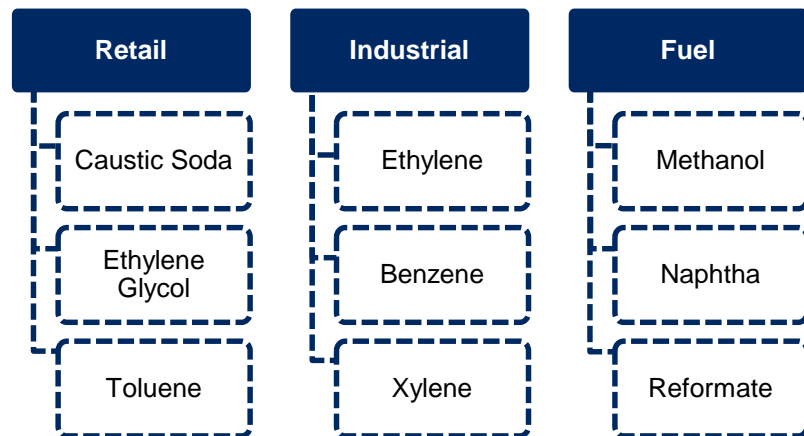 Retail
Caustic Soda
Ethylene
Glycol
Toluene
Industrial
Ethylene
Benzene
Xylene
Fuel
Methanol
Naphtha
Reformate